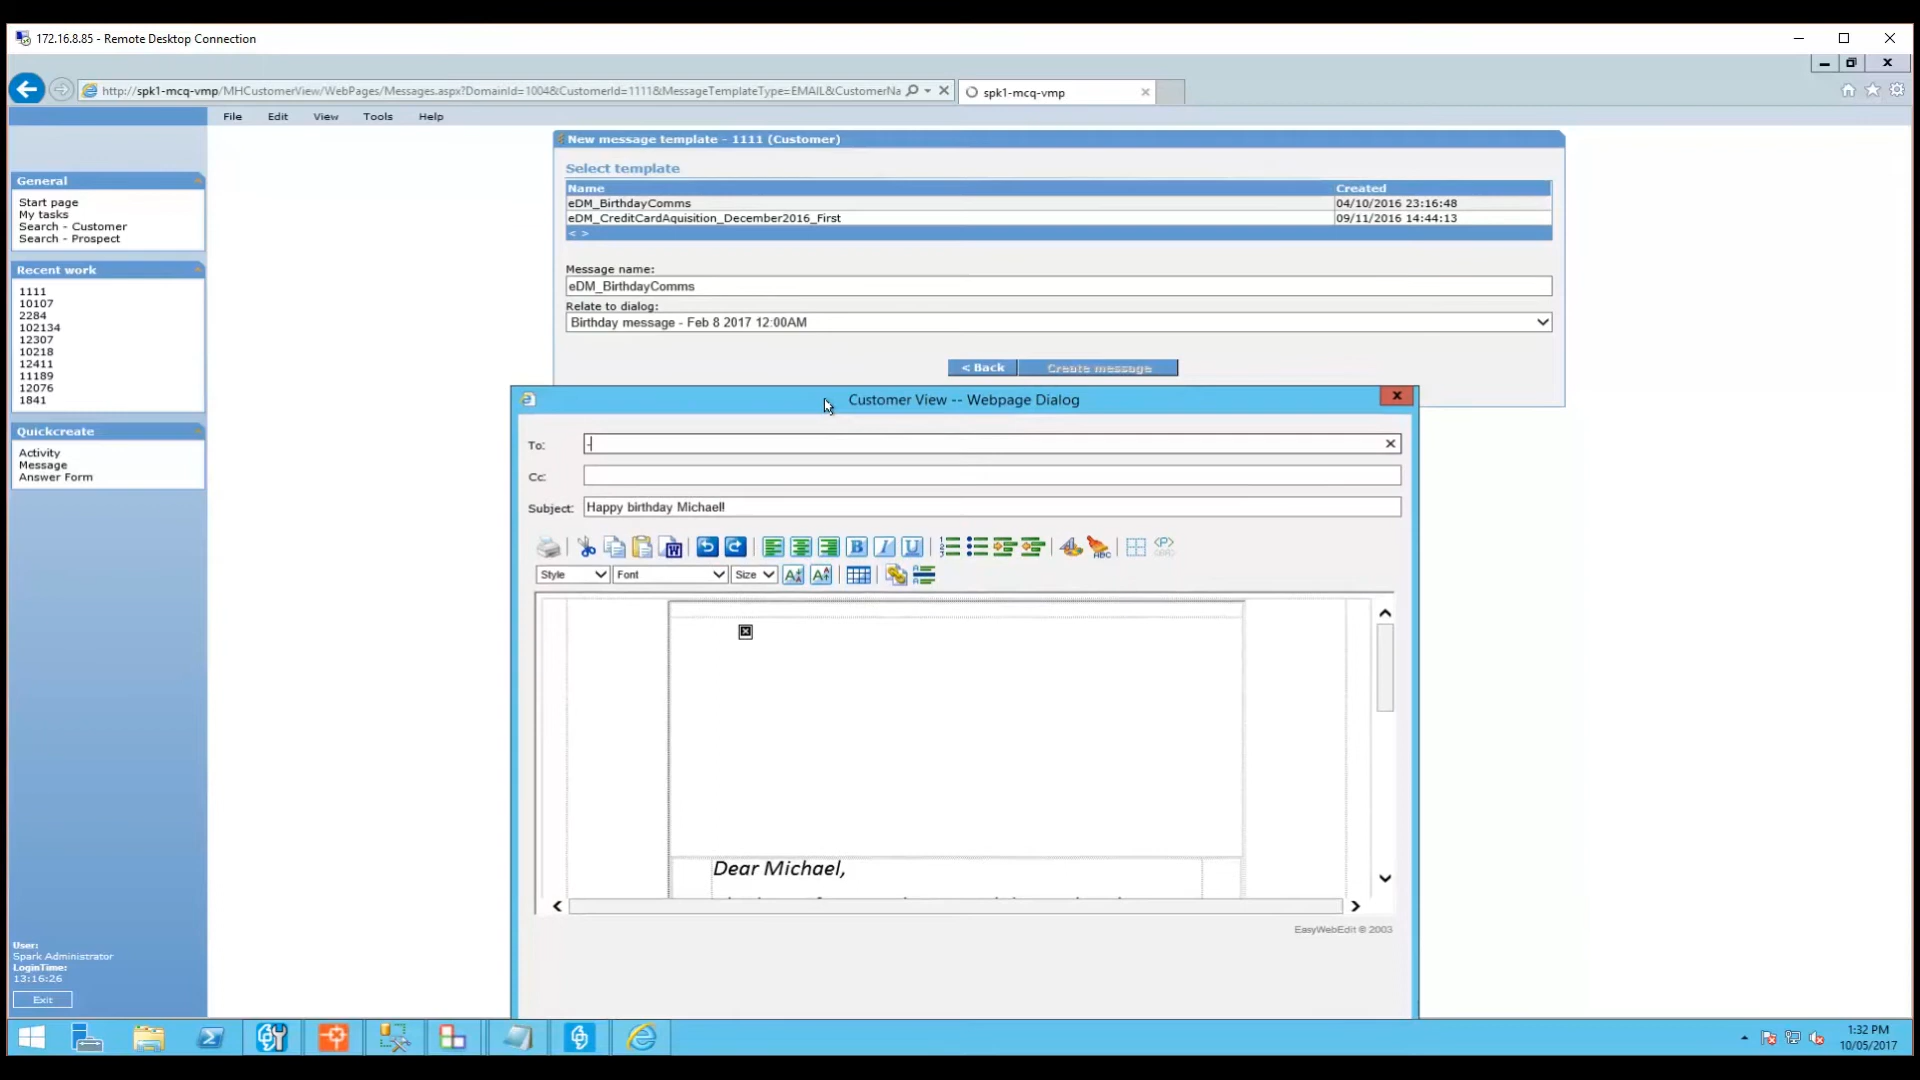 172.16.8.85 - Remote Desktop Connection
http://spk1-mcq-vmp/MHCustomerView/WebPages/Messages.aspx?DomainId=1004&CustomerId=1111&MessageTemplateType=EMAIL&CustomerNa
spk1-mcq-vmp
File Edit View Tools Help
New message template - 1111 (Customer)
Select template
Name Created
eDM_BirthdayComms 04/10/2016 23:16:48
eDM_CreditCardAquisition_December2016_First 09/11/2016 14:44:13
< >
Message name:
eDM_BirthdayComms
Relate to dialog:
Birthday message - Feb 8 2017 12:00AM
< Back Create message
General
Start page
My tasks
Search - Customer
Search - Prospect
Recent work
1111
10107
2284
102134
12307
10218
12411
11189
12076
1841
Quickcreate
Activity
Message
Answer Form
Customer View -- Webpage Dialog
To: -
Cc:
Subject: Happy birthday Michael!
Style Font Size
Dear Michael,
EasyWebEdit © 2003
User:
Spark Administrator
LoginTime:
13:16:26
Exit
1:32 PM
10/05/2017